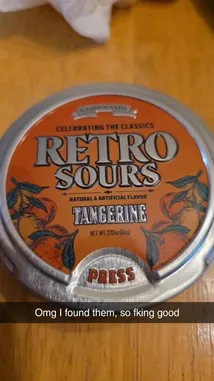 CELEBRATING THE CLASSICS
RETRO
SOURS
NATURAL & ARTIFICIAL FLAVOR
TANGERINE
PRESS
Omg I found them, so fking good